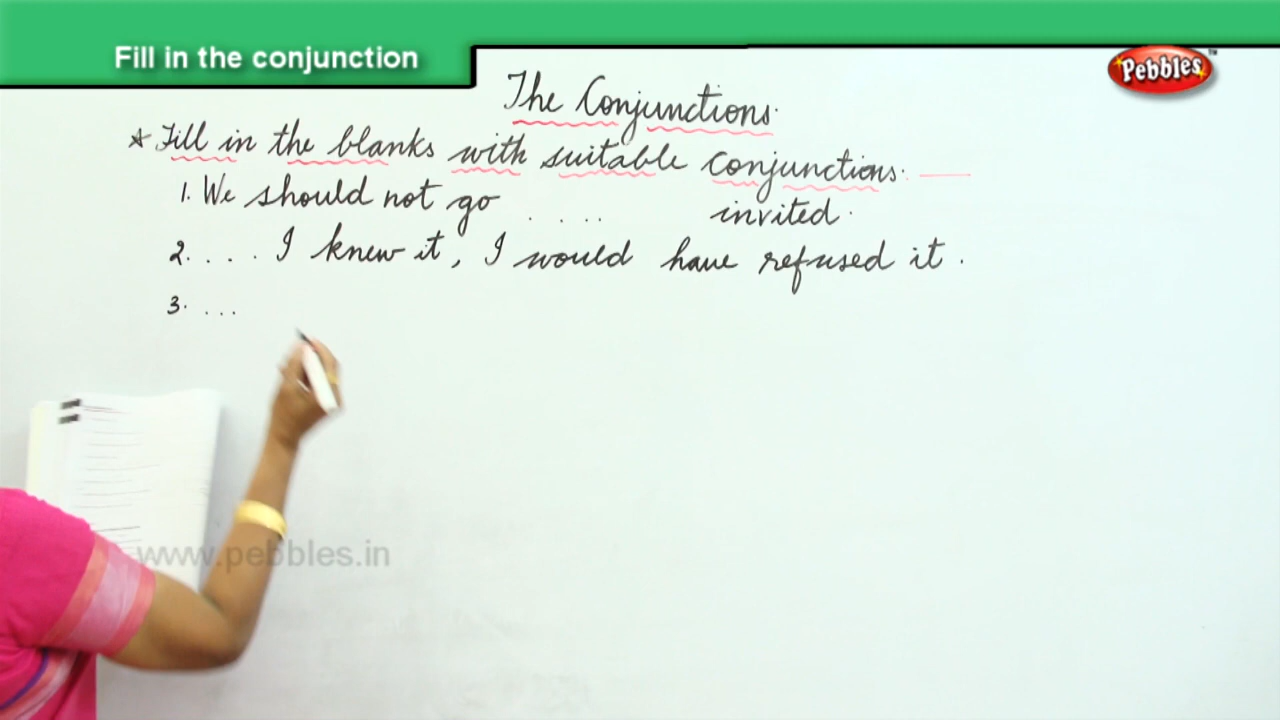 Fill in the conjunction
Pebbles™
The Conjunctions.
* Fill in the blanks with suitable conjunctions.
1. We should not go . . . . invited.
2. . . . . I knew it, I would have refused it.
3. . . .
www.pebbles.in